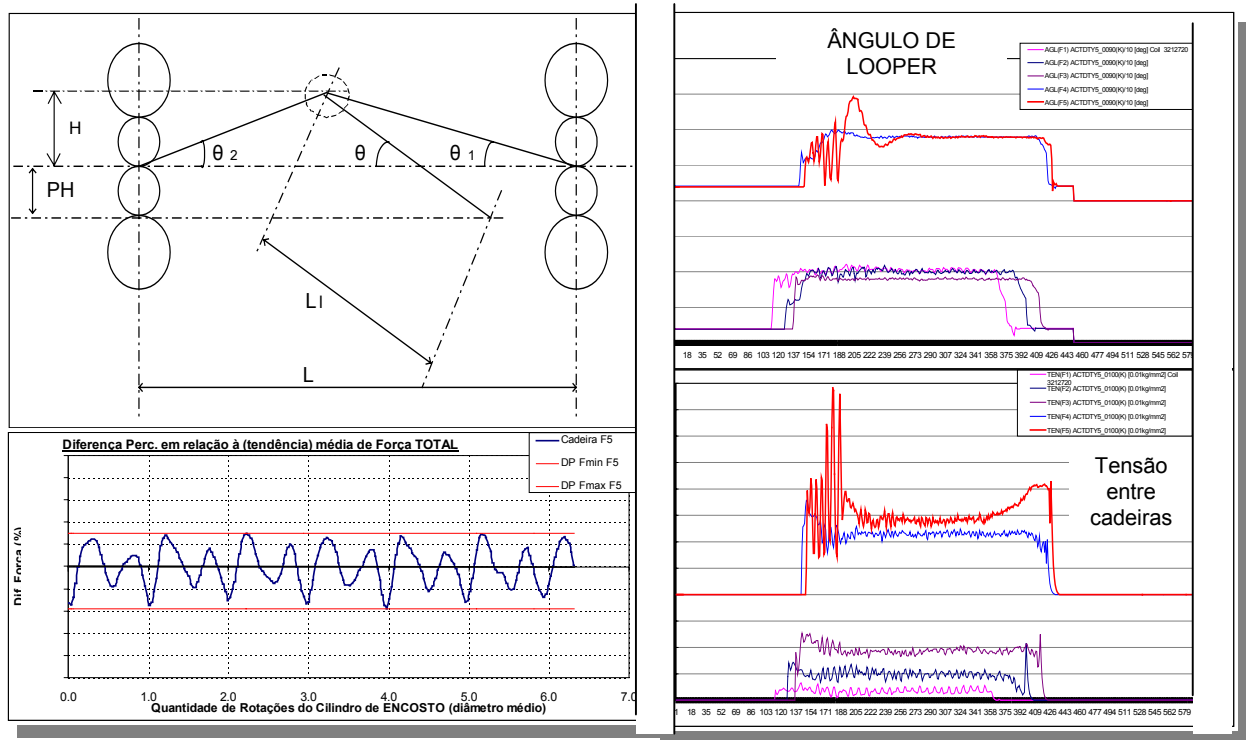 H
θ 2
θ
θ 1
PH
L l
L
Diferença Perc. em relação à (tendência) média de Força TOTAL
Cadeira F5
DP Fmin F5
DP Fmax F5
Dif. Força (%)
0.0 1.0 2.0 3.0 4.0 5.0 6.0 7.0
Quantidade de Rotações do Cilindro de ENCOSTO (diâmetro médio)
ÂNGULO DE
LOOPER
AGL(F1) ACTDTY5_0090(K)/10 [deg] Coil 3212720
AGL(F2) ACTDTY5_0090(K)/10 [deg]
AGL(F3) ACTDTY5_0090(K)/10 [deg]
AGL(F4) ACTDTY5_0090(K)/10 [deg]
AGL(F5) ACTDTY5_0090(K)/10 [deg]
18 35 52 69 86 103 120 137 154 171 188 205 222 239 256 273 290 307 324 341 358 375 392 409 426 443 460 477 494 511 528 545 562 579
TEN(F1) ACTDTY5_0100(K) [0.01kg/mm2] Coil
3212720
TEN(F2) ACTDTY5_0100(K) [0.01kg/mm2]
TEN(F3) ACTDTY5_0100(K) [0.01kg/mm2]
TEN(F4) ACTDTY5_0100(K) [0.01kg/mm2]
TEN(F5) ACTDTY5_0100(K) [0.01kg/mm2]
Tensão
entre
cadeiras
1 18 35 52 69 86 103 120 137 154 171 188 205 222 239 256 273 290 307 324 341 358 375 392 409 426 443 460 477 494 511 528 545 562 579